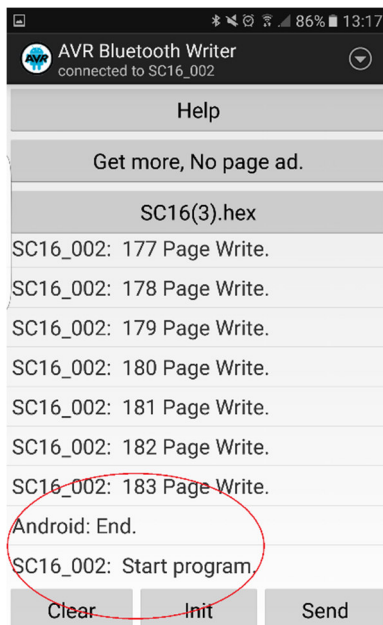 86% 13:17
AVR
AVR Bluetooth Writer
connected to SC16_002
Help
Get more, No page ad.
SC16(3).hex
SC16_002: 177 Page Write.
SC16_002: 178 Page Write.
SC16_002: 179 Page Write.
SC16_002: 180 Page Write.
SC16_002: 181 Page Write.
SC16_002: 182 Page Write.
SC16_002: 183 Page Write.
Android: End.
SC16_002: Start program.
Clear Init Send